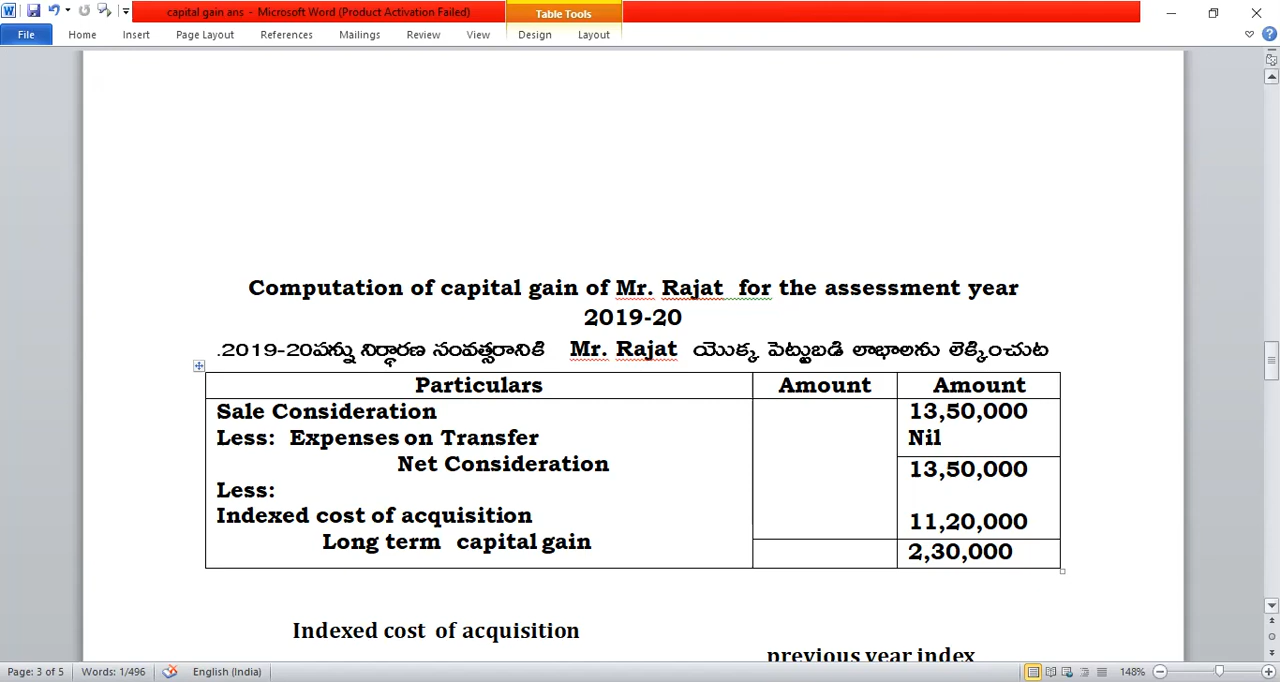 capital gain ans - Microsoft Word (Product Activation Failed)
Table Tools
File Home Insert Page Layout References Mailings Review View Design Layout
Computation of capital gain of Mr. Rajat for the assessment year
2019-20
.2019-20పన్ను నిర్ధారణ సంవత్సరానికి Mr. Rajat యొక్క పెట్టుబడి లాభాలను లెక్కించుట
Particulars Amount Amount
Sale Consideration 13,50,000
Less: Expenses on Transfer Nil
Net Consideration 13,50,000
Less:
Indexed cost of acquisition 11,20,000
Long term capital gain 2,30,000
Indexed cost of acquisition
previous year index
Page: 3 of 5 Words: 1/496 English (India) 148%